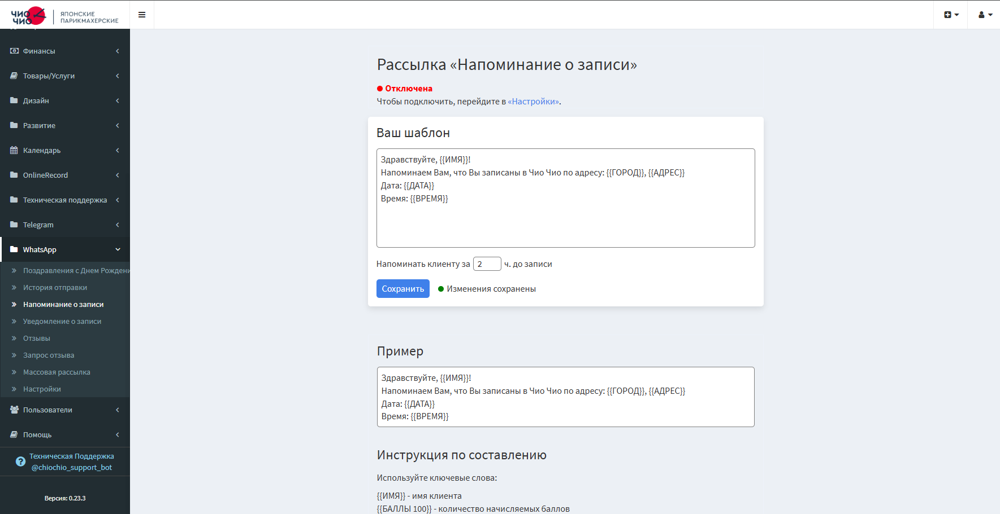 ЧИО
ЧИО
ЯПОНСКИЕ
ПАРИКМАХЕРСКИЕ
Финансы
Товары/Услуги
Дизайн
Развитие
Календарь
OnlineRecord
Техническая поддержка
Telegram
WhatsApp
Поздравления с Днем Рождени
История отправки
Напоминание о записи
Уведомление о записи
Отзывы
Запрос отзыва
Массовая рассылка
Настройки
Пользователи
Помощь
Техническая Поддержка
@chiochio_support_bot
Версия: 0.23.3
Рассылка «Напоминание о записи»
Отключена
Чтобы подключить, перейдите в «Настройки».
Ваш шаблон
Здравствуйте, {{ИМЯ}}!
Напоминаем Вам, что Вы записаны в Чио Чио по адресу: {{ГОРОД}}, {{АДРЕС}}
Дата: {{ДАТА}}
Время: {{ВРЕМЯ}}
Напоминать клиенту за 2 ч. до записи
Сохранить Изменения сохранены
Пример
Здравствуйте, {{ИМЯ}}!
Напоминаем Вам, что Вы записаны в Чио Чио по адресу: {{ГОРОД}}, {{АДРЕС}}
Дата: {{ДАТА}}
Время: {{ВРЕМЯ}}
Инструкция по составлению
Используйте ключевые слова:
{{ИМЯ}} - имя клиента
{{БАЛЛЫ 100}} - количество начисляемых баллов